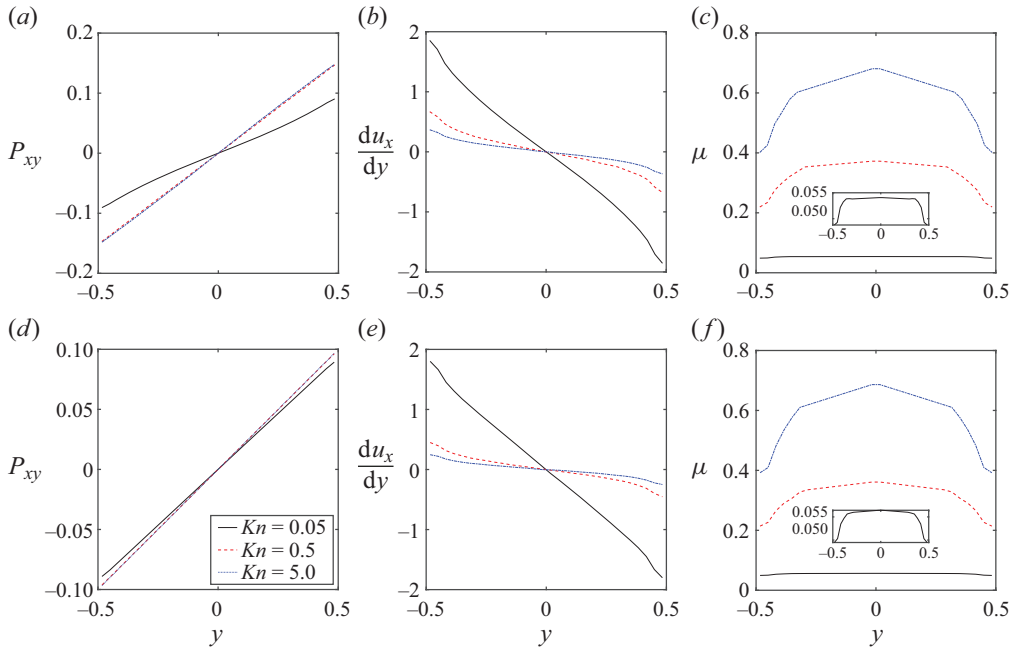 (a) (b) (c)
0.2 2 0.8
0.1 1 0.6
P_xy 0 du_x/dy 0 μ 0.4
0.055
0.050
−0.5 0 0.5
−0.1 −1 0.2
−0.2 −2 0
−0.5 0 0.5 −0.5 0 0.5 −0.5 0 0.5
(d) (e) (f)
0.10 2 0.8
0.05 1 0.6
P_xy 0 du_x/dy 0 μ 0.4
0.055
0.050
−0.5 0 0.5
−0.05 −1 0.2
Kn = 0.05
Kn = 0.5
Kn = 5.0
−0.10 −2 0
−0.5 0 0.5 −0.5 0 0.5 −0.5 0 0.5
y y y